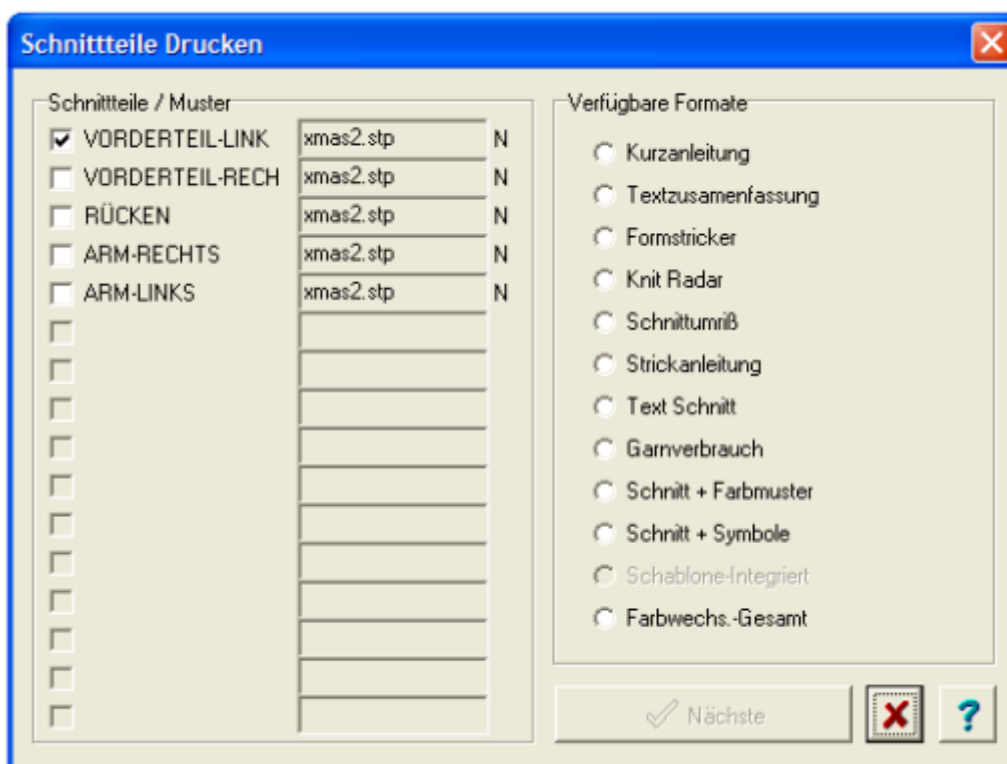 Schnittteile Drucken
Schnittteile / Muster
VORDERTEIL-LINK xmas2.stp N
VORDERTEIL-RECH xmas2.stp N
RÜCKEN xmas2.stp N
ARM-RECHTS xmas2.stp N
ARM-LINKS xmas2.stp N
Verfügbare Formate
Kurzanleitung
Textzusamenfassung
Formstricker
Knit Radar
Schnittumriß
Strickanleitung
Text Schnitt
Garnverbrauch
Schnitt + Farbmuster
Schnitt + Symbole
Schablone-Integriert
Farbwechs.-Gesamt
Nächste
?